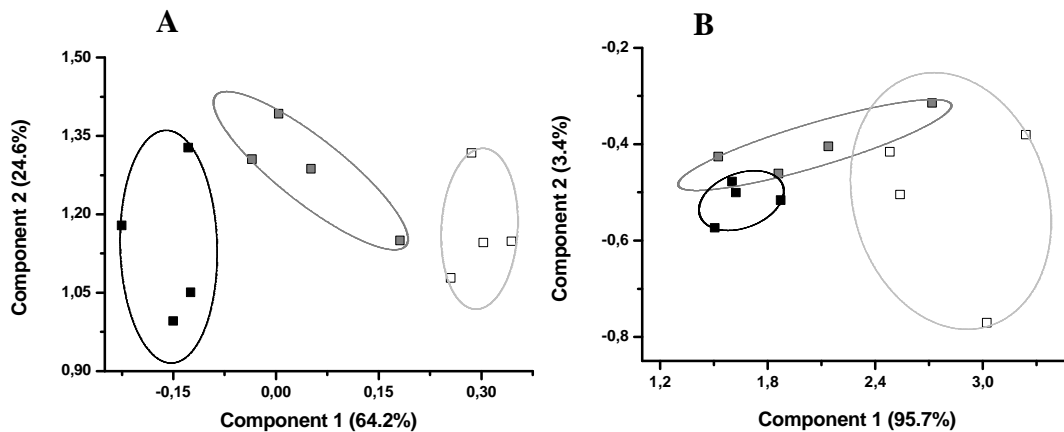 A
1,50
1,35
1,20
1,05
0,90
Component 2 (24.6%)
-0,15
0,00
0,15
0,30
Component 1 (64.2%)
B
-0,2
-0,4
-0,6
-0,8
Component 2 (3.4%)
1,2
1,8
2,4
3,0
Component 1 (95.7%)